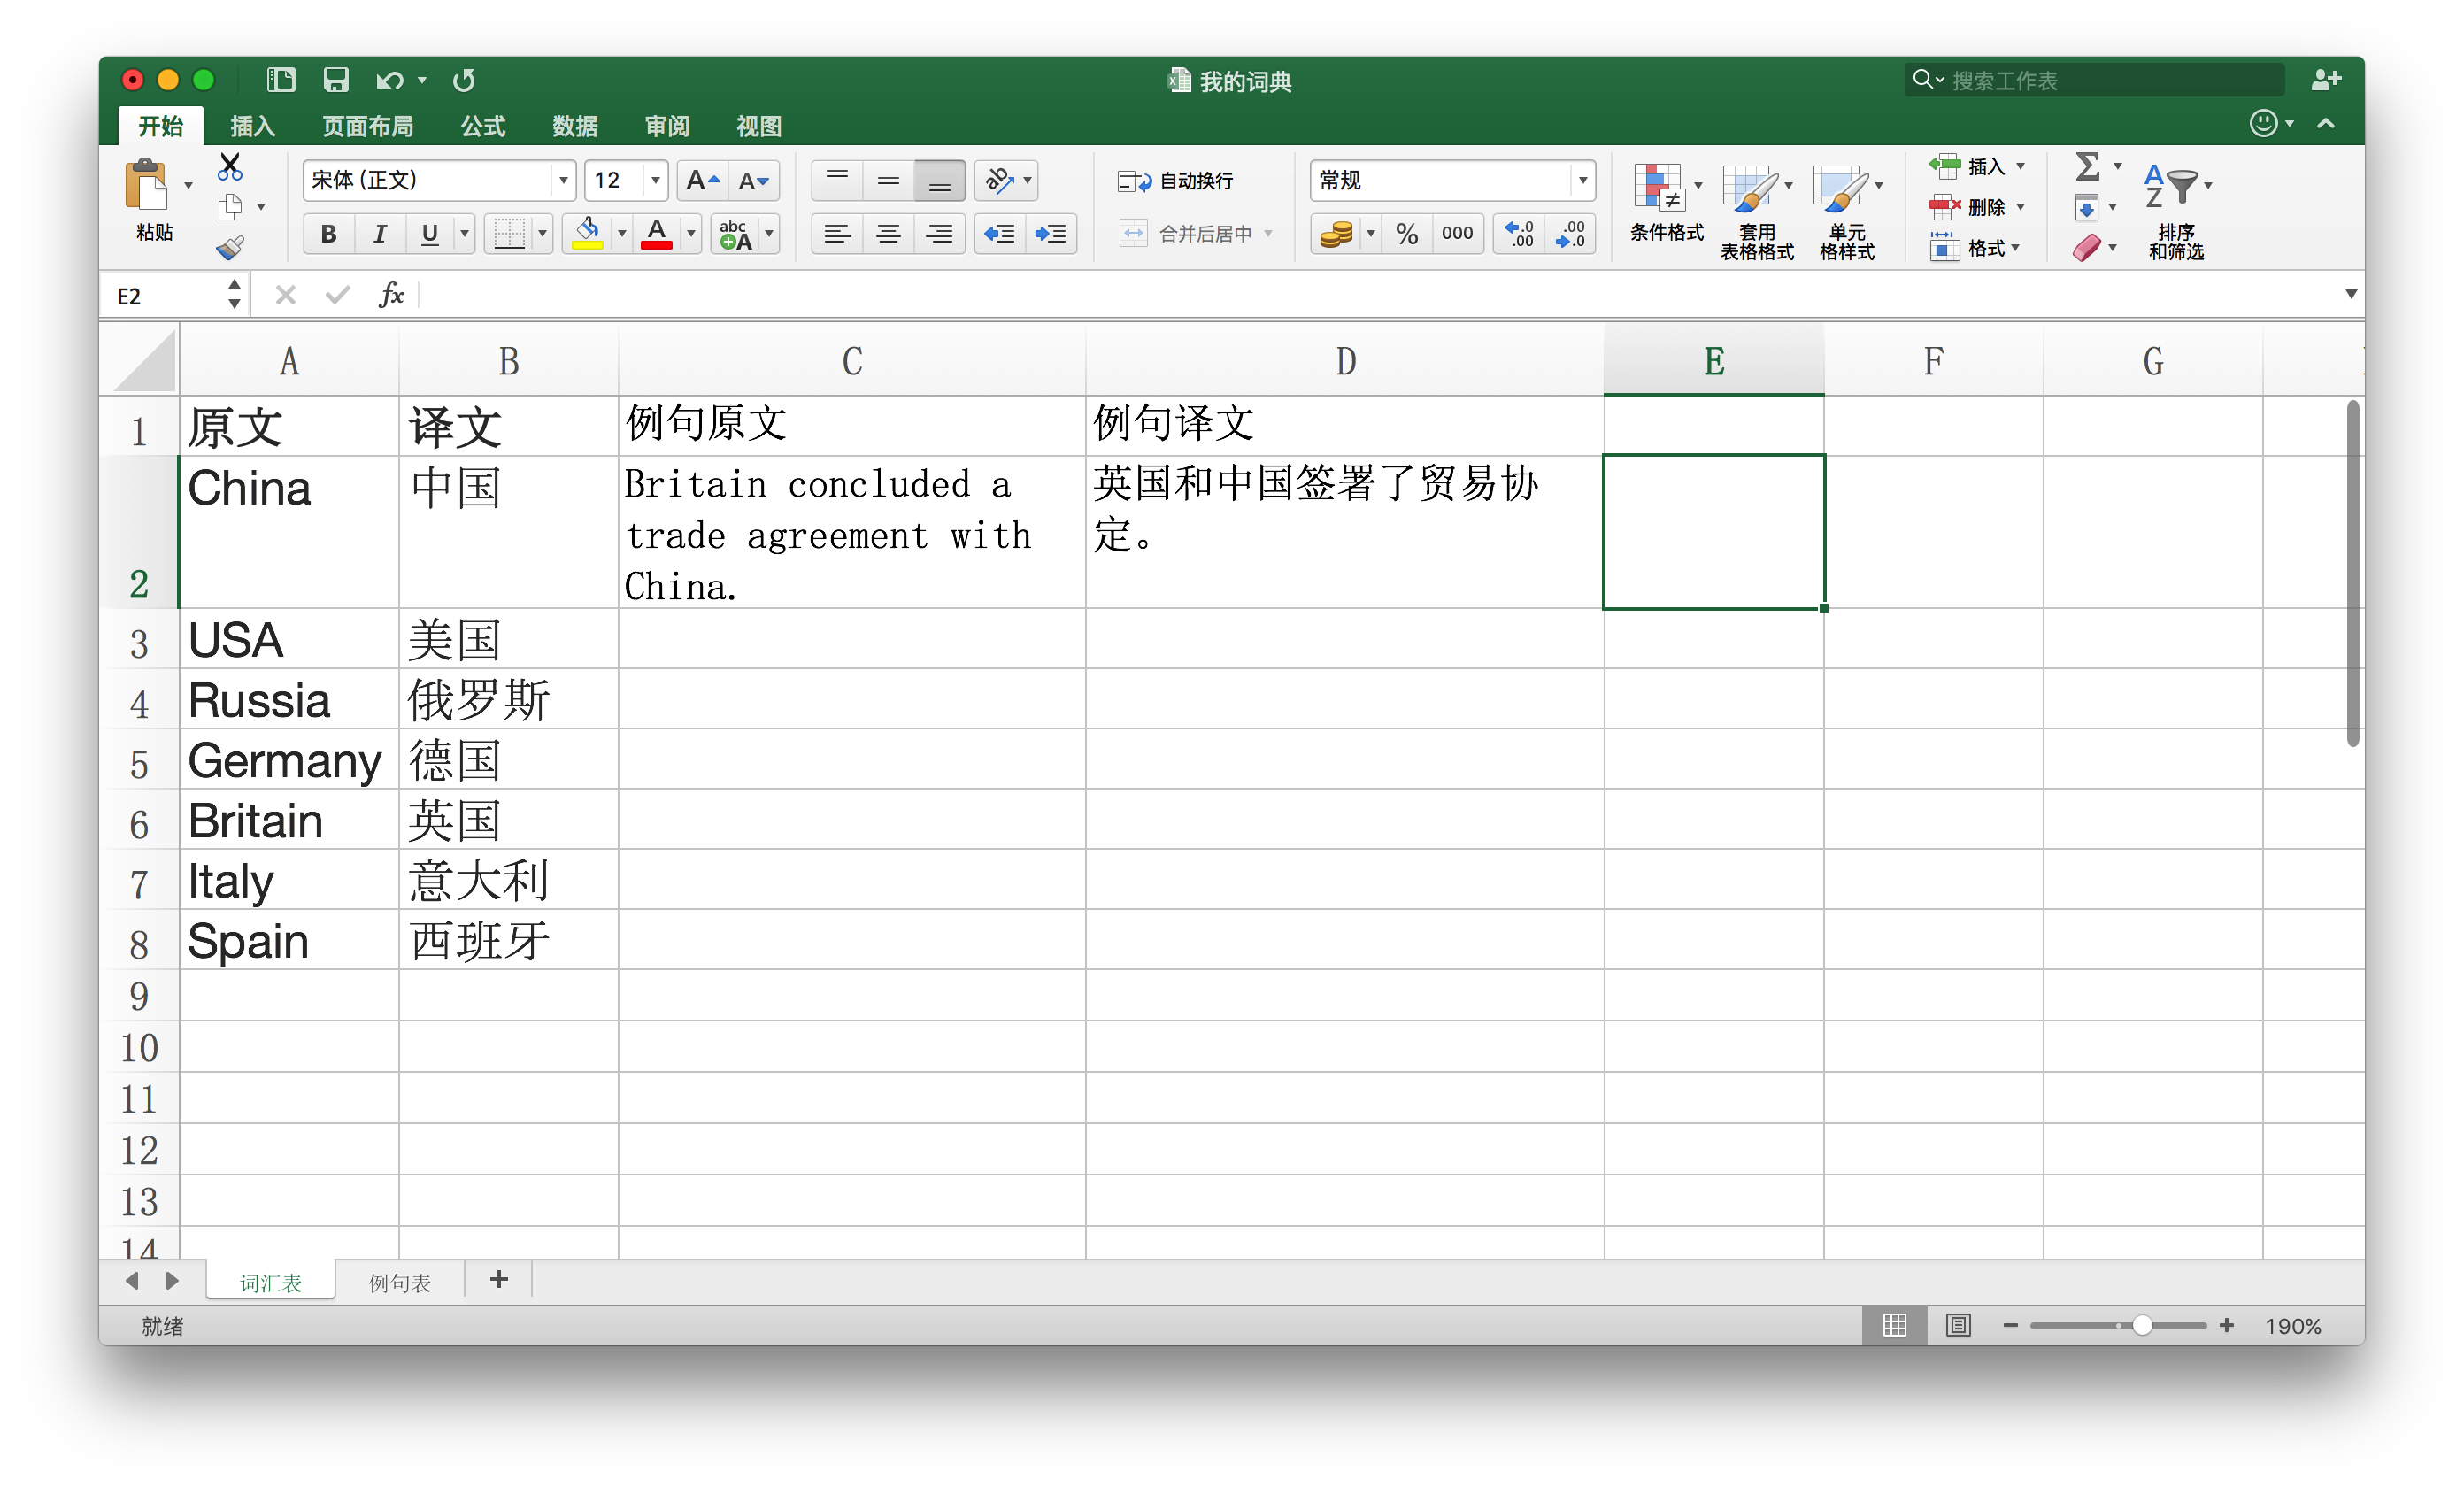 我的词典
搜索工作表
开始 插入 页面布局 公式 数据 审阅 视图
粘贴
宋体 (正文) 12 A A
B I U A abc A
ab
自动换行
合并后居中
常规
% 000 .0 .00 .00 .0
条件格式
套用
表格格式
单元
格样式
插入
删除
格式
Σ
A
Z
排序
和筛选
E2 fx
A B C D E F G
1 原文 译文 例句原文 例句译文
2 China 中国 Britain concluded a
trade agreement with
China.
英国和中国签署了贸易协
定。
3 USA 美国
4 Russia 俄罗斯
5 Germany 德国
6 Britain 英国
7 Italy 意大利
8 Spain 西班牙
9
10
11
12
13
14
词汇表 例句表 +
就绪 190%